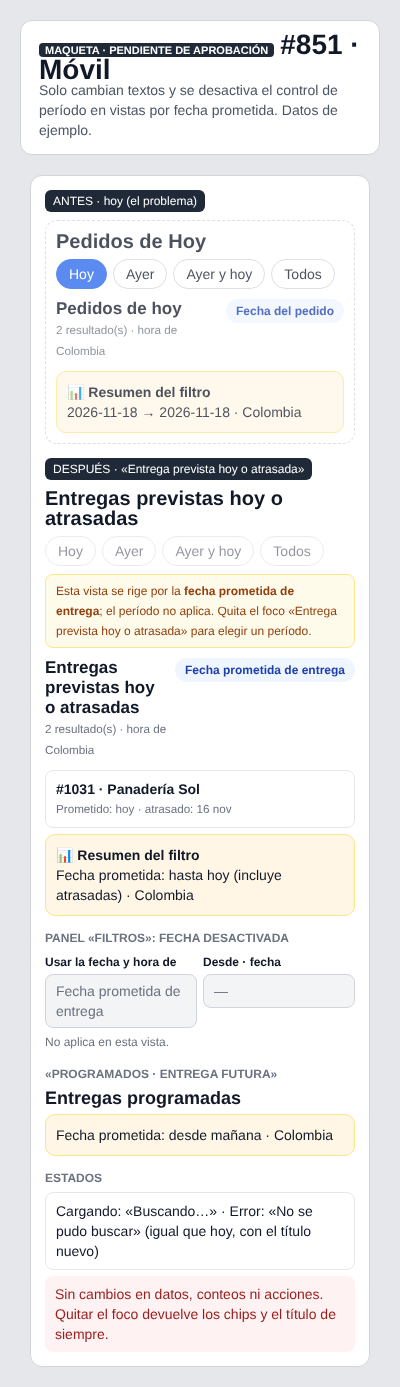 MAQUETA · PENDIENTE DE APROBACIÓN #851 ·
Móvil
Solo cambian textos y se desactiva el control de
período en vistas por fecha prometida. Datos de
ejemplo.
ANTES · hoy (el problema)
Pedidos de Hoy
Hoy Ayer Ayer y hoy Todos
Pedidos de hoy Fecha del pedido
2 resultado(s) · hora de
Colombia
📊 Resumen del filtro
2026-11-18 → 2026-11-18 · Colombia
DESPUÉS · «Entrega prevista hoy o atrasada»
Entregas previstas hoy o
atrasadas
Hoy Ayer Ayer y hoy Todos
Esta vista se rige por la fecha prometida de
entrega; el período no aplica. Quita el foco «Entrega
prevista hoy o atrasada» para elegir un período.
Entregas Fecha prometida de entrega
previstas hoy
o atrasadas
2 resultado(s) · hora de
Colombia
#1031 · Panadería Sol
Prometido: hoy · atrasado: 16 nov
📊 Resumen del filtro
Fecha prometida: hasta hoy (incluye
atrasadas) · Colombia
PANEL «FILTROS»: FECHA DESACTIVADA
Usar la fecha y hora de Desde · fecha
Fecha prometida de —
entrega
No aplica en esta vista.
«PROGRAMADOS · ENTREGA FUTURA»
Entregas programadas
Fecha prometida: desde mañana · Colombia
ESTADOS
Cargando: «Buscando…» · Error: «No se
pudo buscar» (igual que hoy, con el título
nuevo)
Sin cambios en datos, conteos ni acciones.
Quitar el foco devuelve los chips y el título de
siempre.